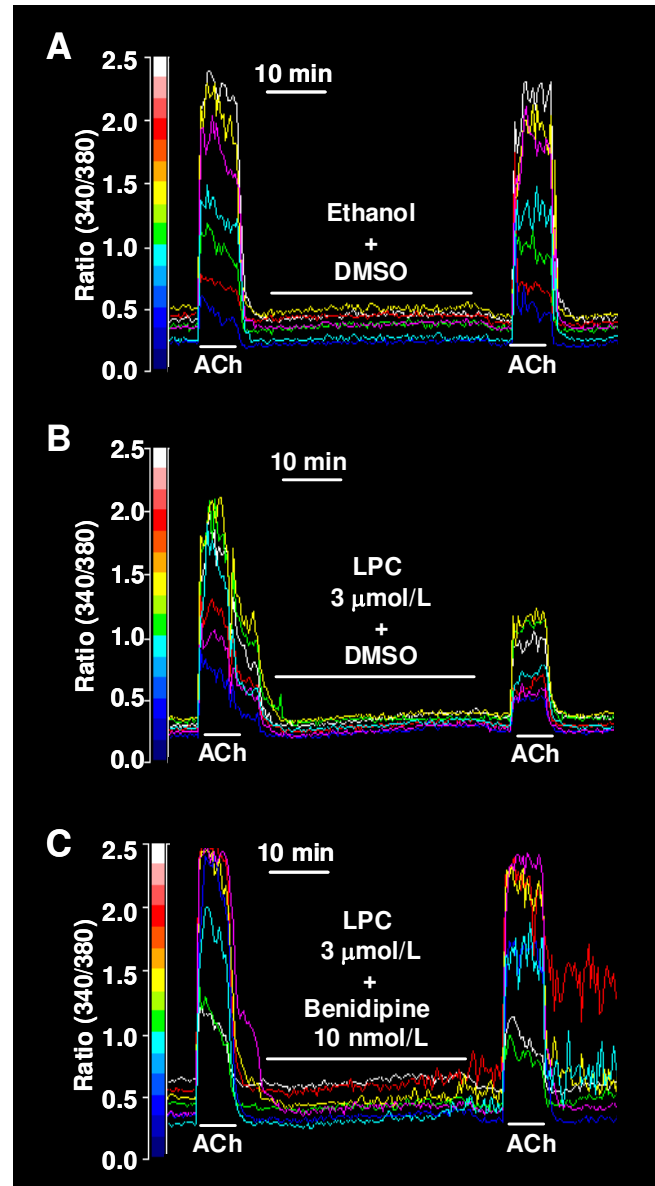 A
Ratio (340/380)
2.5
2.0
1.5
1.0
0.5
0.0
10 min
Ethanol
+
DMSO
ACh
ACh
B
Ratio (340/380)
2.5
2.0
1.5
1.0
0.5
0.0
10 min
LPC
3 μmol/L
+
DMSO
ACh
ACh
C
Ratio (340/380)
2.5
2.0
1.5
1.0
0.5
0.0
10 min
LPC
3 μmol/L
+
Benidipine
10 nmol/L
ACh
ACh